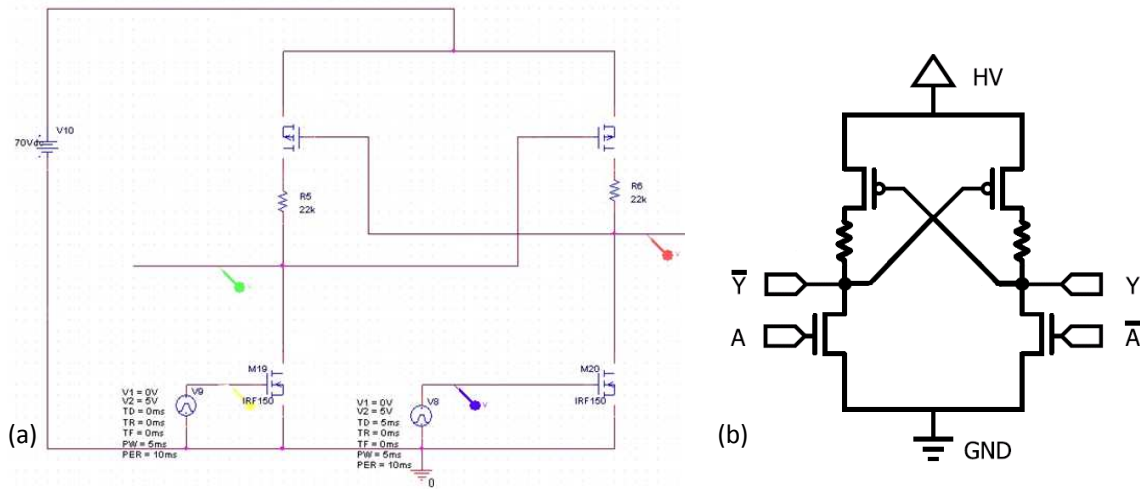 V10
70Vdc
R5
22k
R6
22k
M19
IRF150
V9
V1 = 0V
V2 = 5V
TD = 0ms
TR = 0ms
TF = 0ms
PW = 5ms
PER = 10ms
M20
IRF150
V8
V1 = 0V
V2 = 5V
TD = 5ms
TR = 0ms
TF = 0ms
PW = 5ms
PER = 10ms
0
(a)
HV
Y̅
Y
A
A̅
GND
(b)